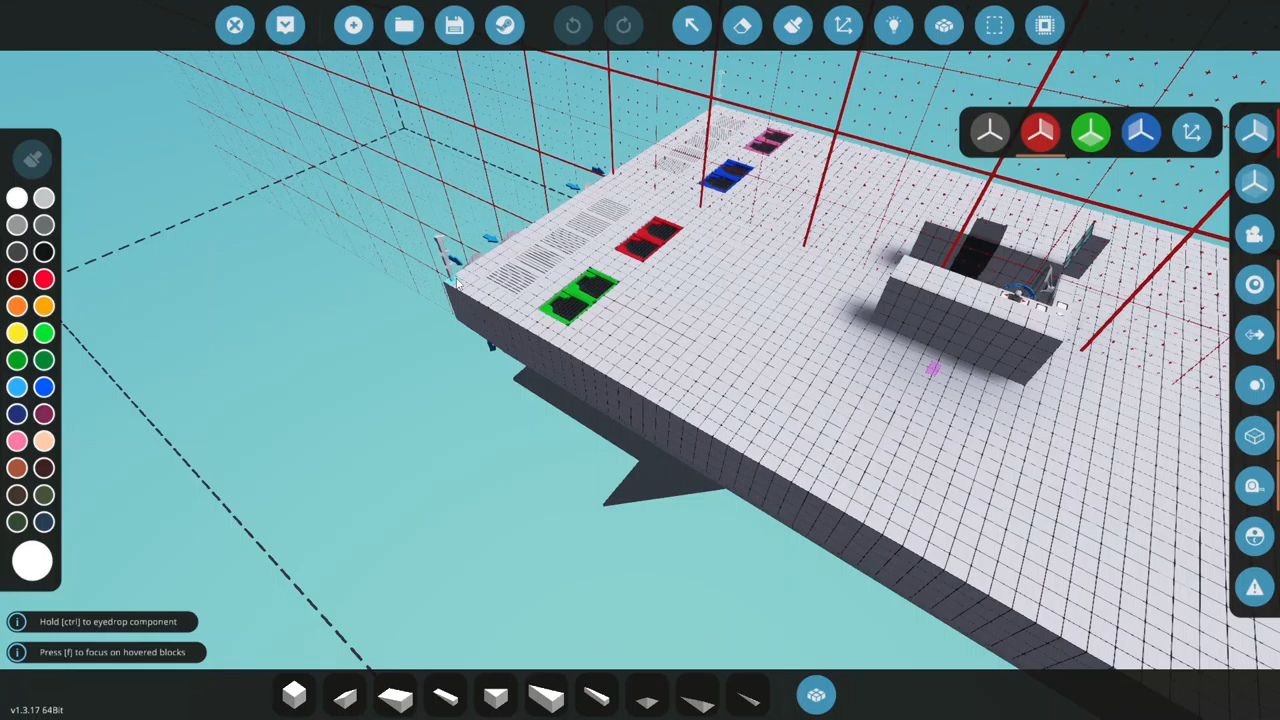 Hold [ctrl] to eyedrop component
Press [f] to focus on hovered blocks
v1.3.17 64Bit